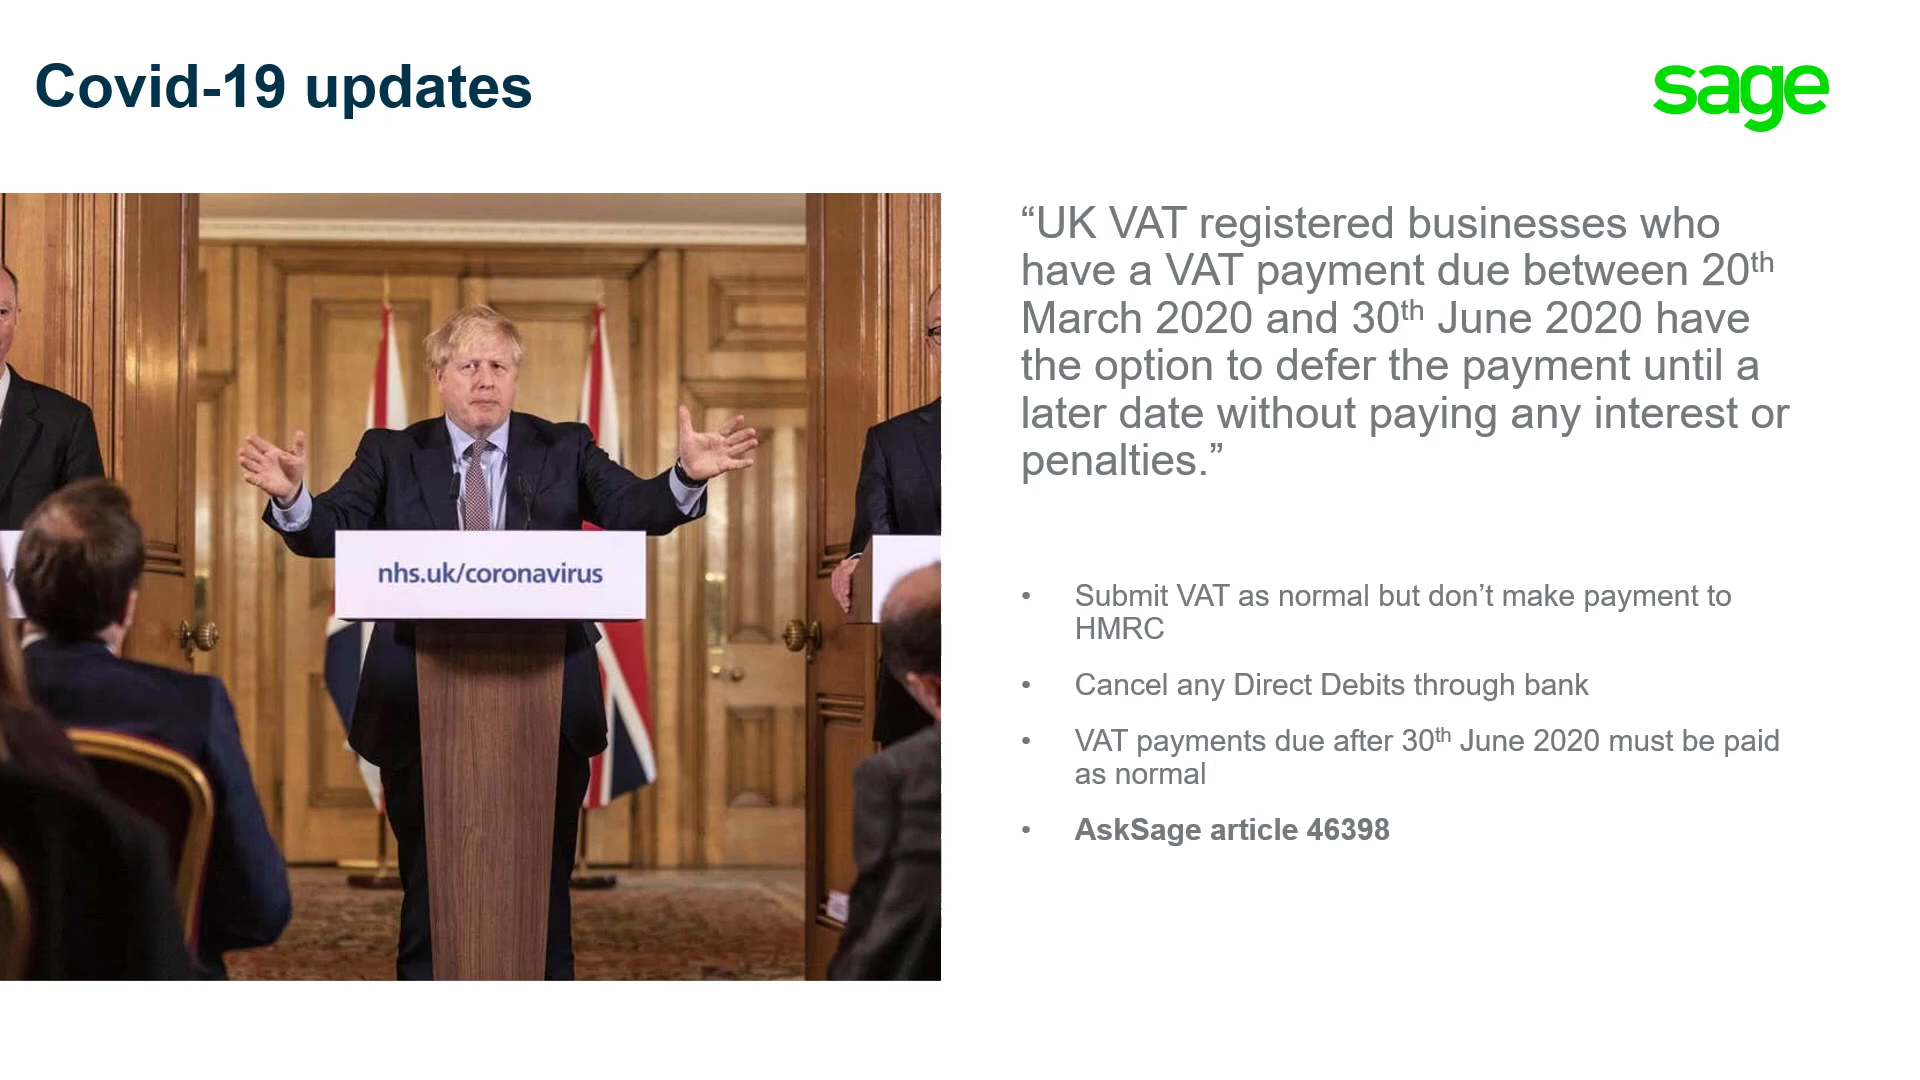 Covid-19 updates
sage
“UK VAT registered businesses who
have a VAT payment due between 20th
March 2020 and 30th June 2020 have
the option to defer the payment until a
later date without paying any interest or
penalties.”
nhs.uk/coronavirus
• Submit VAT as normal but don’t make payment to
HMRC
• Cancel any Direct Debits through bank
• VAT payments due after 30th June 2020 must be paid
as normal
• AskSage article 46398